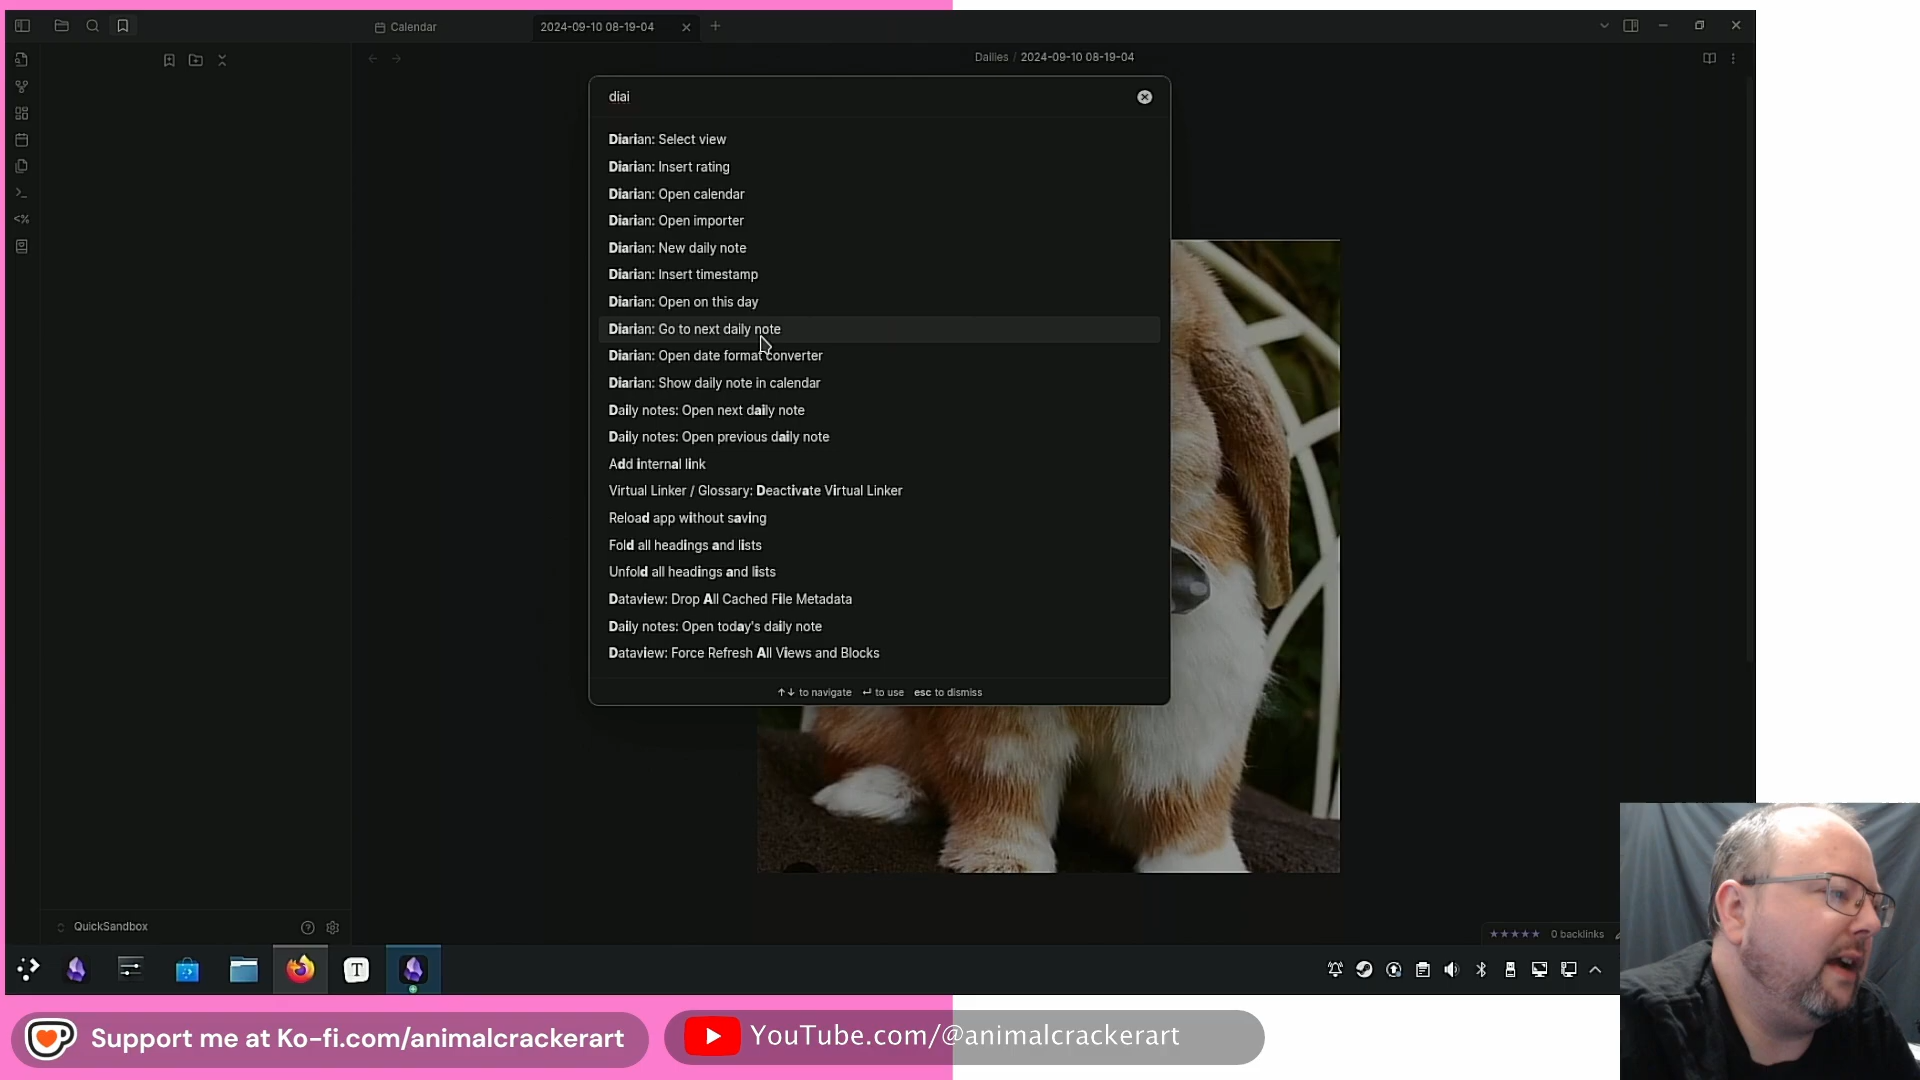 Calendar
2024-09-10 08-19-04
Dailies / 2024-09-10 08-19-04
diai
Diarian: Select view
Diarian: Insert rating
Diarian: Open calendar
Diarian: Open importer
Diarian: New daily note
Diarian: Insert timestamp
Diarian: Open on this day
Diarian: Go to next daily note
Diarian: Open date format converter
Diarian: Show daily note in calendar
Daily notes: Open next daily note
Daily notes: Open previous daily note
Add internal link
Virtual Linker / Glossary: Deactivate Virtual Linker
Reload app without saving
Fold all headings and lists
Unfold all headings and lists
Dataview: Drop All Cached File Metadata
Daily notes: Open today's daily note
Dataview: Force Refresh All Views and Blocks
↑↓ to navigate ↵ to use esc to dismiss
QuickSandbox
★★★★★ 0 backlinks
T
Support me at Ko-fi.com/animalcrackerart
YouTube.com/@animalcrackerart